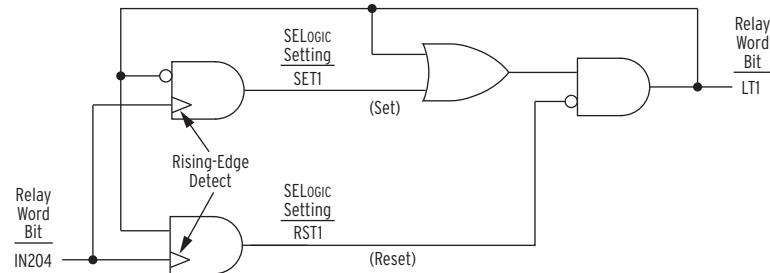 SELOGIC
Setting
SET1
(Set)
Relay
Word
Bit
LT1
Rising-Edge
Detect
Relay
Word
Bit
IN204
SELOGIC
Setting
RST1
(Reset)